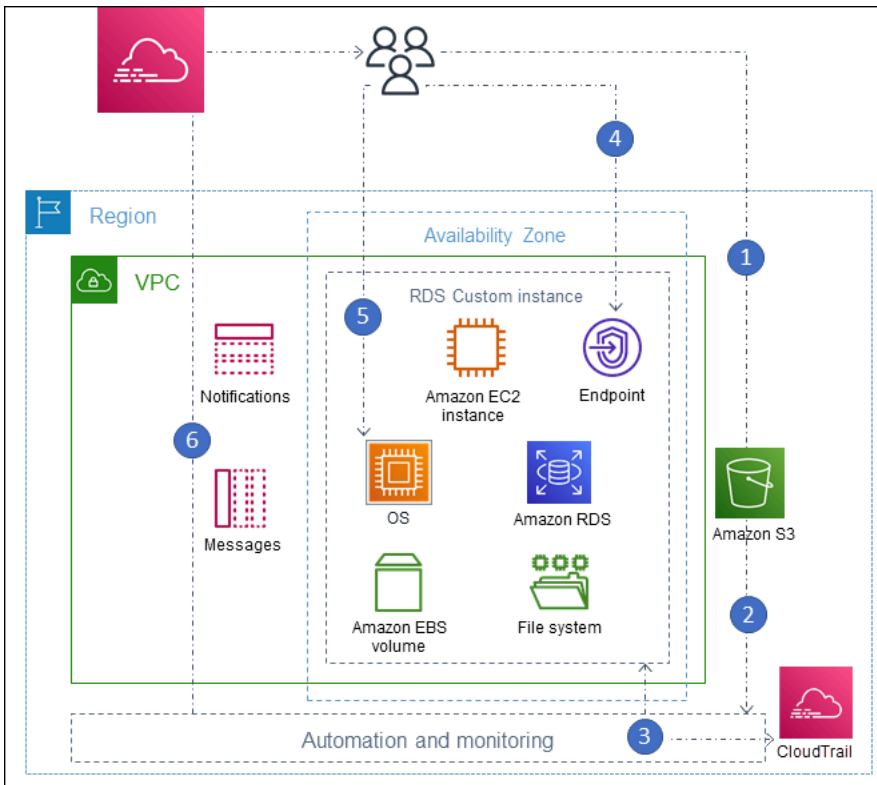 4
Region
Availability Zone
1
VPC
RDS Custom instance
5
Notifications
Amazon EC2
instance
Endpoint
6
OS
Amazon RDS
Amazon S3
Messages
2
Amazon EBS
volume
File system
3
Automation and monitoring
CloudTrail